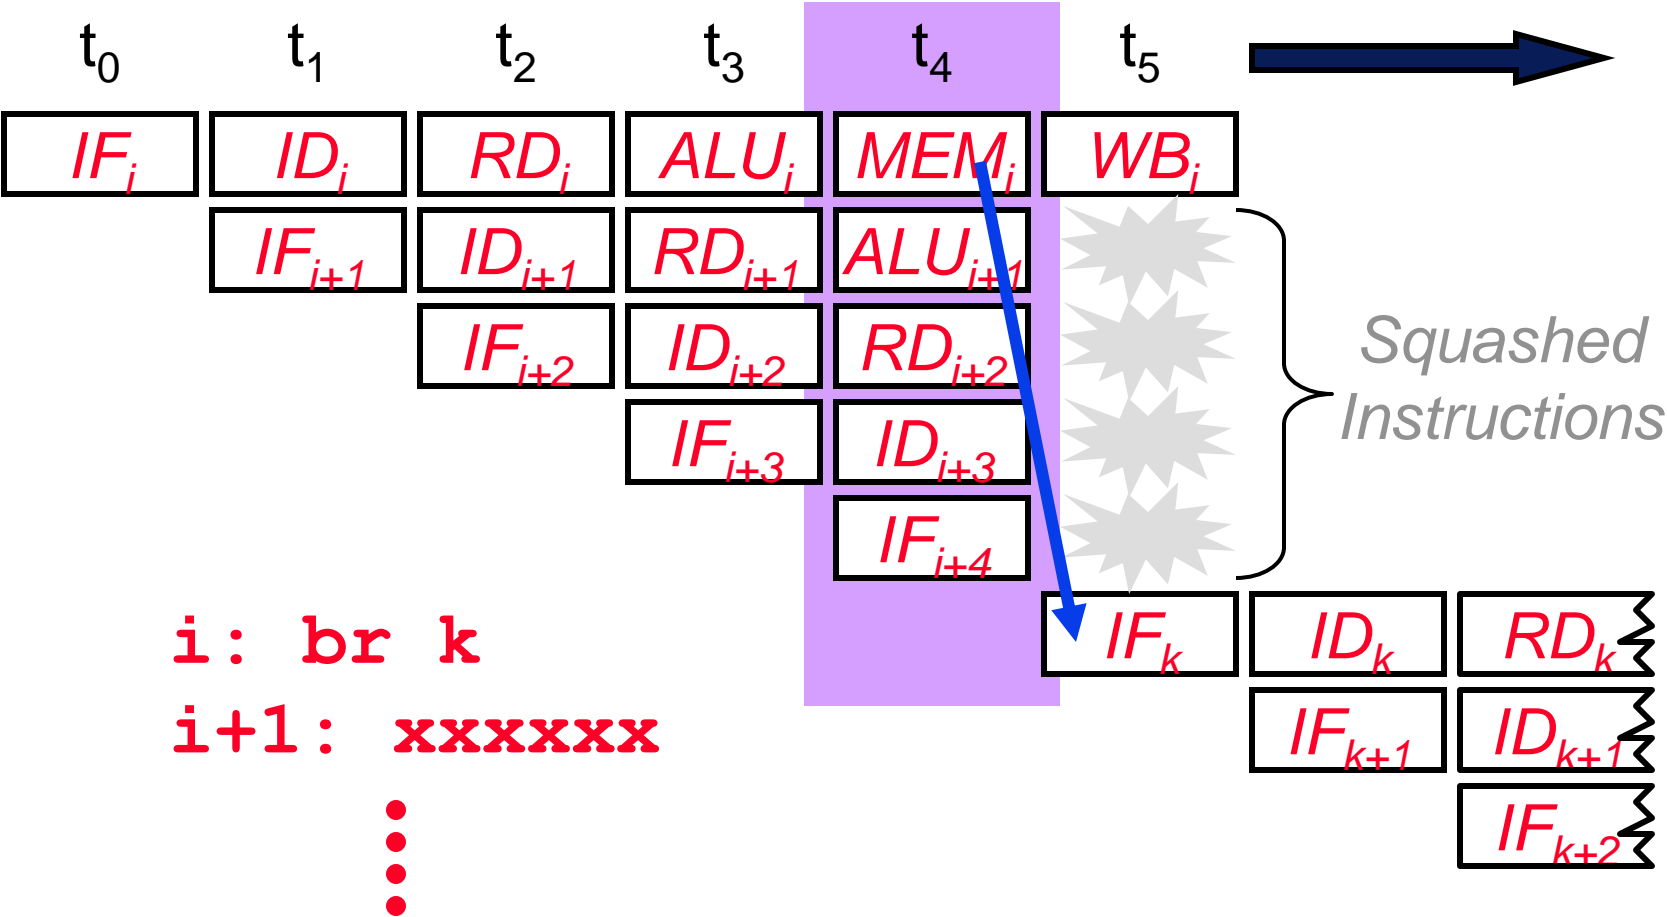 t0 t1 t2 t3 t4 t5
IFi IDi RDi ALUi MEMi WBi
IFi+1 IDi+1 RDi+1 ALUi+1
IFi+2 IDi+2 RDi+2
Squashed
IFi+3 IDi+3
Instructions
IFi+4
i: br k
IFk IDk RDk
i+1: xxxxxx
IFk+1 IDk+1
IFk+2